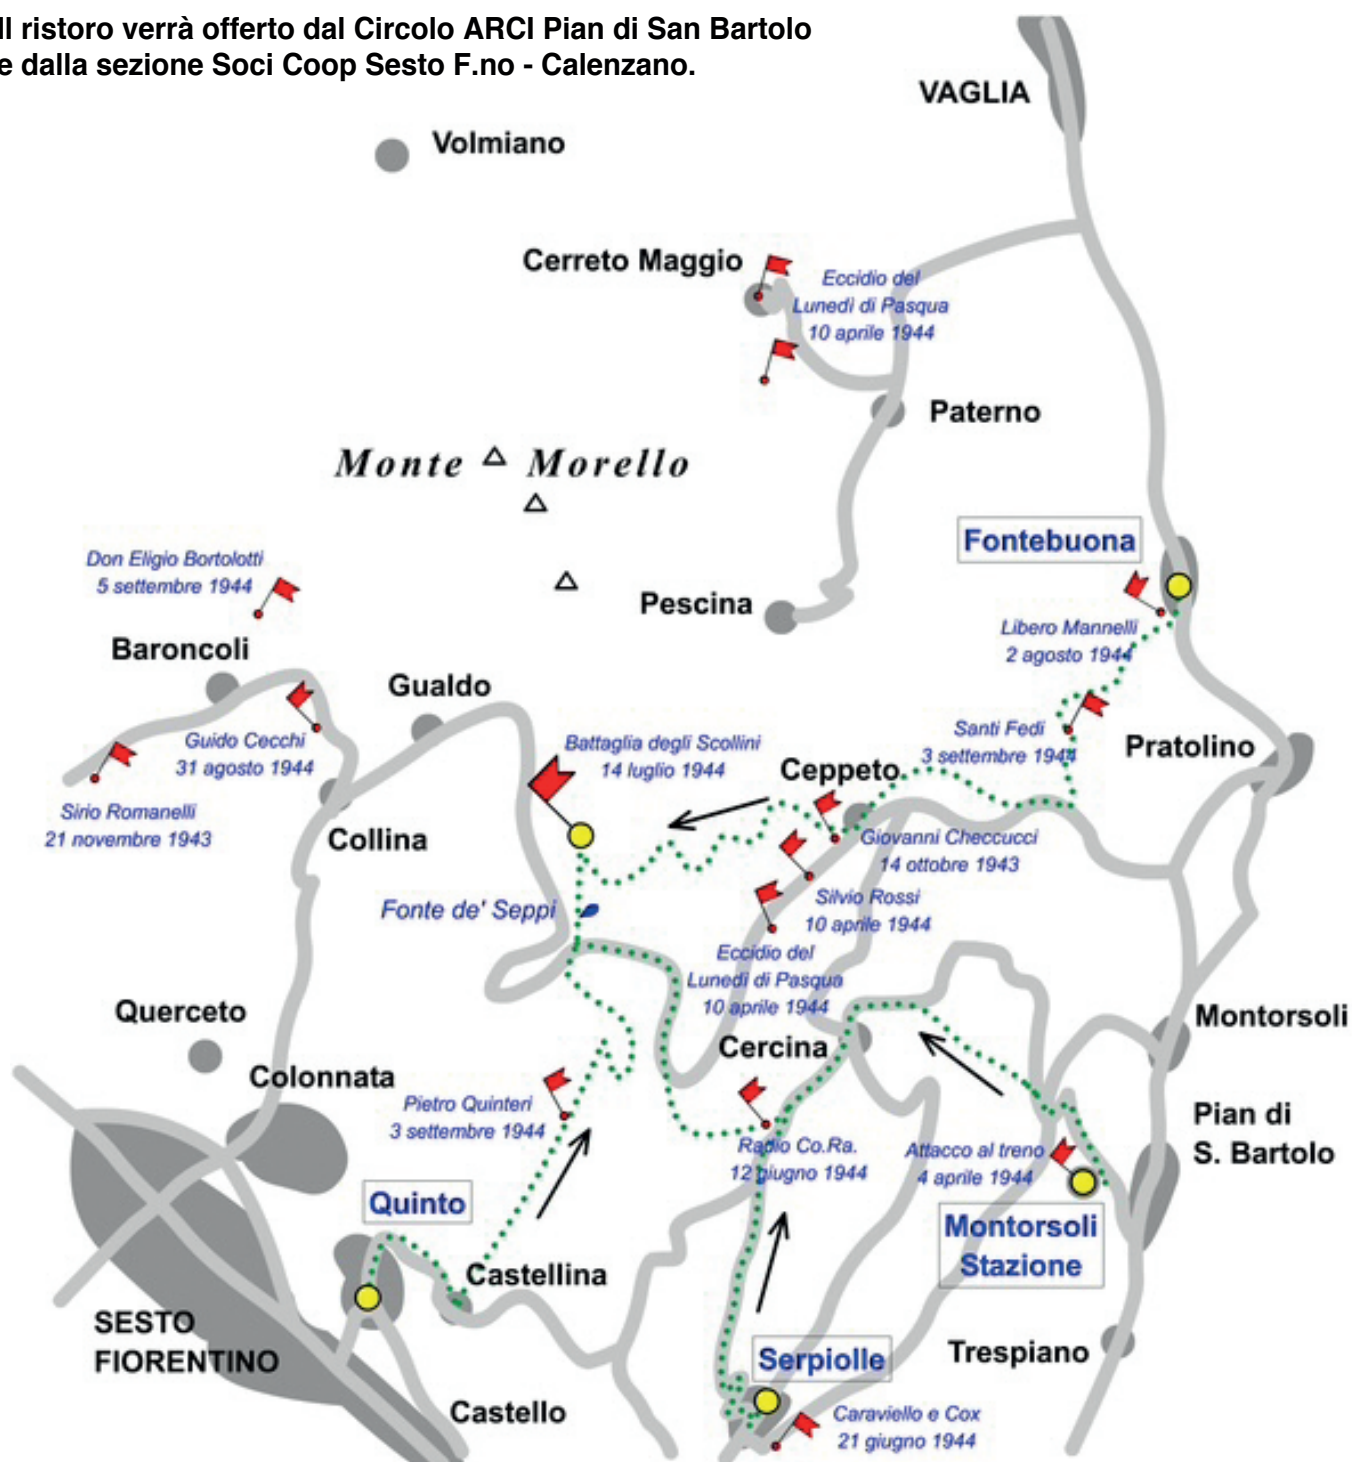 Il ristoro verrà offerto dal Circolo ARCI Pian di San Bartolo
e dalla sezione Soci Coop Sesto F.no - Calenzano.
VAGLIA
Volmiano
Cerreto Maggio
Eccidio del
Lunedì di Pasqua
10 aprile 1944
Paterno
Monte Morello
Fontebuona
Don Eligio Bortolotti
5 settembre 1944
Pescina
Libero Mannelli
2 agosto 1944
Baroncoli
Gualdo
Guido Cecchi
31 agosto 1944
Battaglia degli Scollini
14 luglio 1944
Santi Fedi
3 settembre 1944
Pratolino
Ceppeto
Sirio Romanelli
21 novembre 1943
Collina
Giovanni Checcucci
14 ottobre 1943
Fonte de' Seppi
Silvio Rossi
10 aprile 1944
Eccidio del
Lunedì di Pasqua
10 aprile 1944
Querceto
Montorsoli
Cercina
Colonnata
Pietro Quinteri
3 settembre 1944
Pian di
S. Bartolo
Radio Co.Ra.
12 giugno 1944
Attacco al treno
4 aprile 1944
Quinto
Montorsoli
Stazione
Castellina
SESTO
FIORENTINO
Serpiolle
Trespiano
Castello
Caraviello e Cox
21 giugno 1944